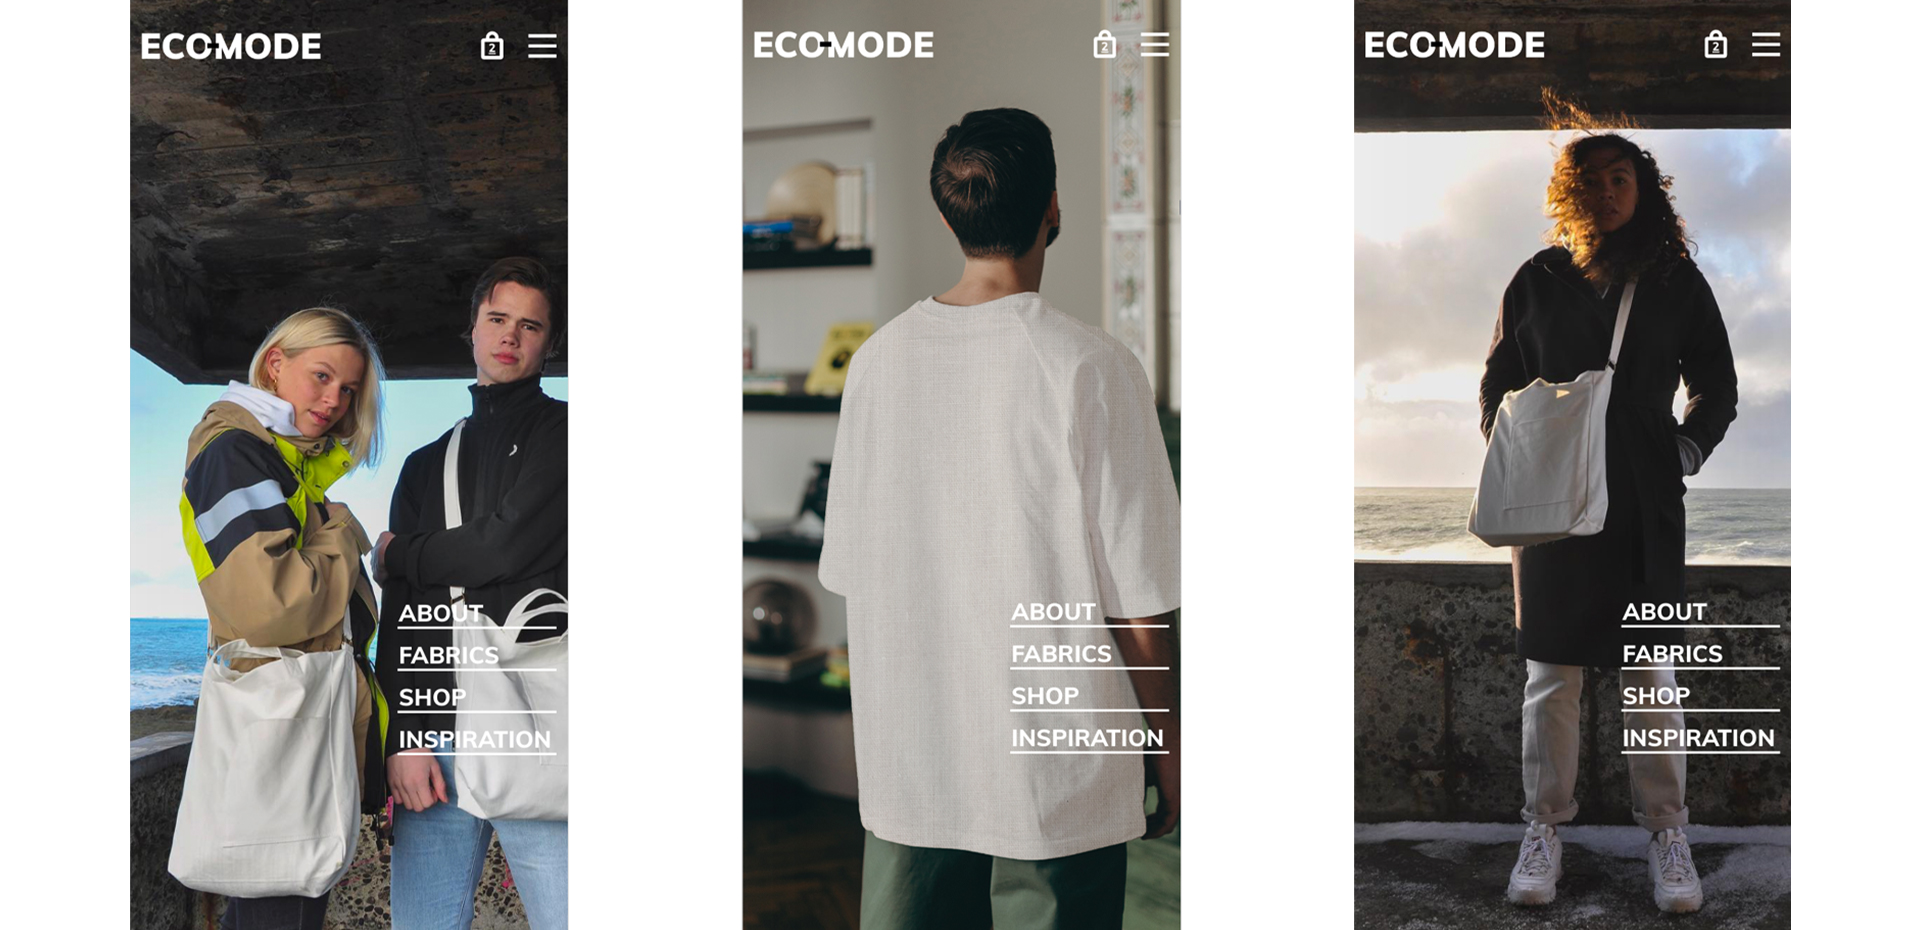 ECOMODE
2
ABOUT
FABRICS
SHOP
INSPIRATION
ECOMODE
2
ABOUT
FABRICS
SHOP
INSPIRATION
ECOMODE
2
ABOUT
FABRICS
SHOP
INSPIRATION